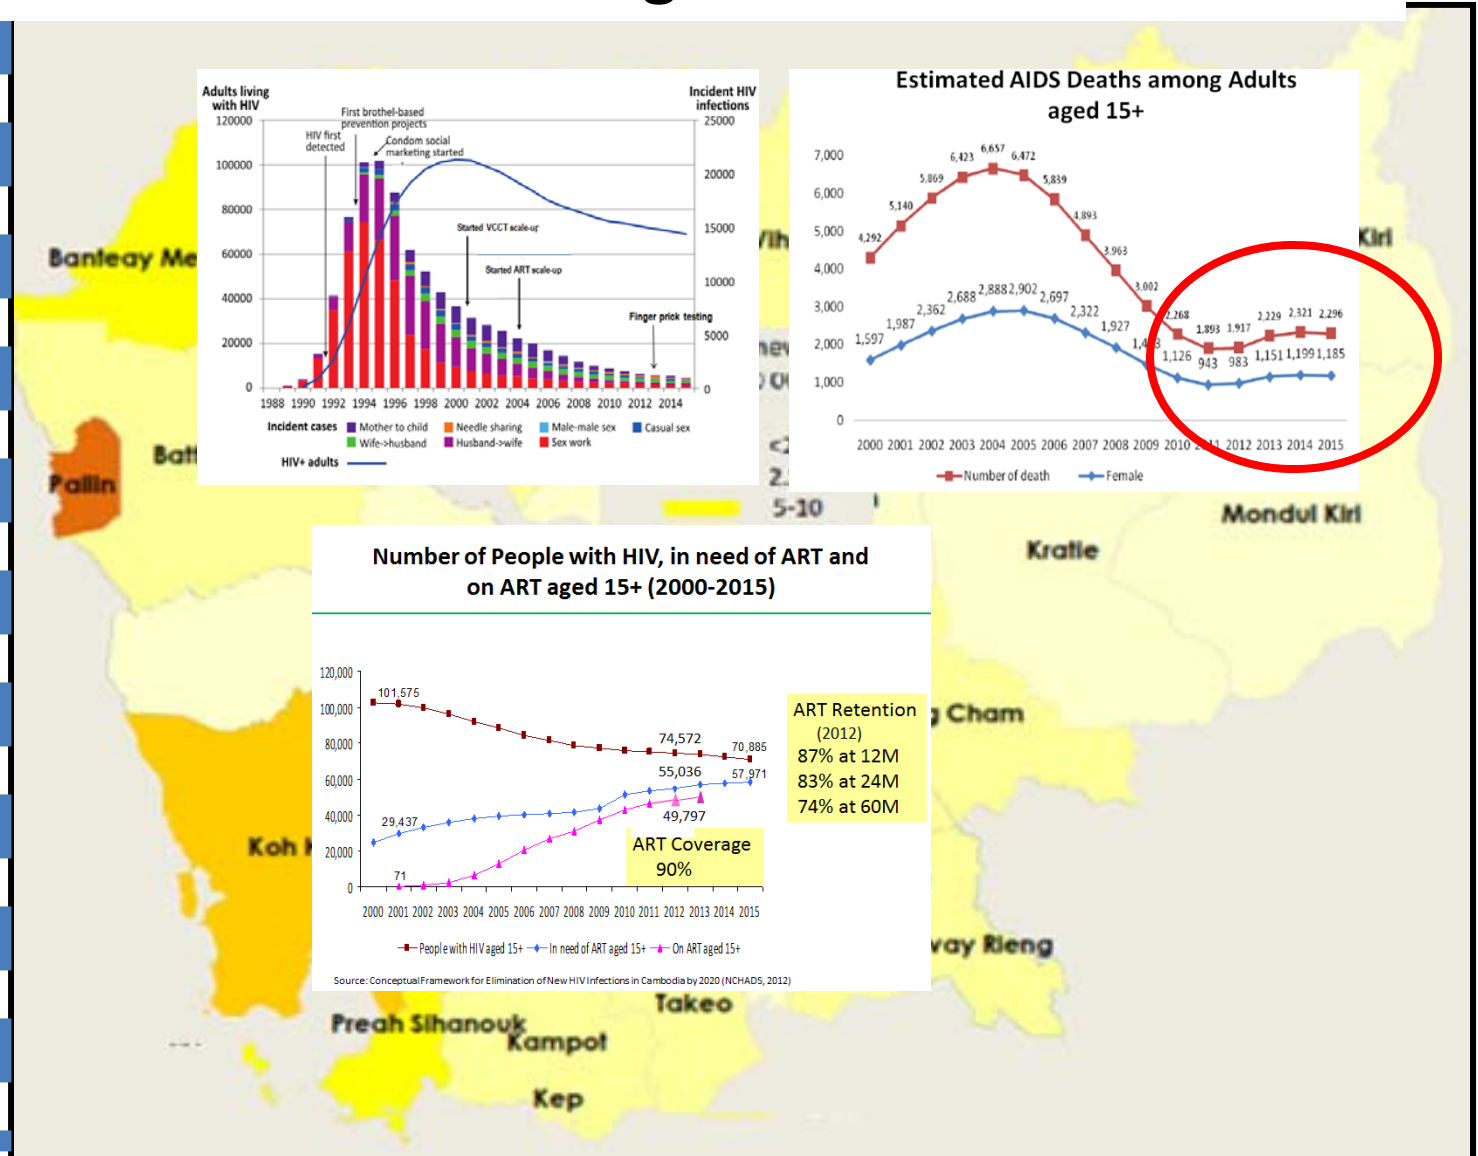 Adults living
with HIV
Incident HIV
infections
First brothel-based
prevention projects
HIV first
detected
Condom social
marketing started
Started VCCT scale-up
Started ART scale-up
Finger prick testing
120000
100000
80000
60000
40000
20000
0
25000
20000
15000
10000
5000
0
1988 1990 1992 1994 1996 1998 2000 2002 2004 2006 2008 2010 2012 2014
Incident cases
Mother to child
Needle sharing
Male-male sex
Casual sex
Wife->husband
Husband->wife
Sex work
HIV+ adults
Estimated AIDS Deaths among Adults
aged 15+
7,000
6,000
5,000
4,000
3,000
2,000
1,000
0
4,292 5,140 5,869 6,423 6,657 6,472 5,839 4,893 3,963 3,002 2,268 1,893 1,917 2,229 2,321 2,296
1,597 1,987 2,362 2,688 2,888 2,902 2,697 2,322 1,927 1,126 943 983 1,151 1,199 1,185
2000 2001 2002 2003 2004 2005 2006 2007 2008 2009 2010 2011 2012 2013 2014 2015
Number of death
Female
Banteay Me
Kiri
Batt
Pailin
5-10
Mondul Kiri
Kratie
Number of People with HIV, in need of ART and
on ART aged 15+ (2000-2015)
120,000
100,000
80,000
60,000
40,000
20,000
0
101,575
74,572
70,885
55,036
57,971
29,437
49,797
71
ART Coverage
90%
ART Retention
(2012)
87% at 12M
83% at 24M
74% at 60M
2000 2001 2002 2003 2004 2005 2006 2007 2008 2009 2010 2011 2012 2013 2014 2015
People with HIV aged 15+
In need of ART aged 15+
On ART aged 15+
Source: Conceptual Framework for Elimination of New HIV Infections in Cambodia by 2020 (NCHADS, 2012)
g Cham
Koh
vay Rieng
Takeo
Preah Sihanouk
Kampot
Kep